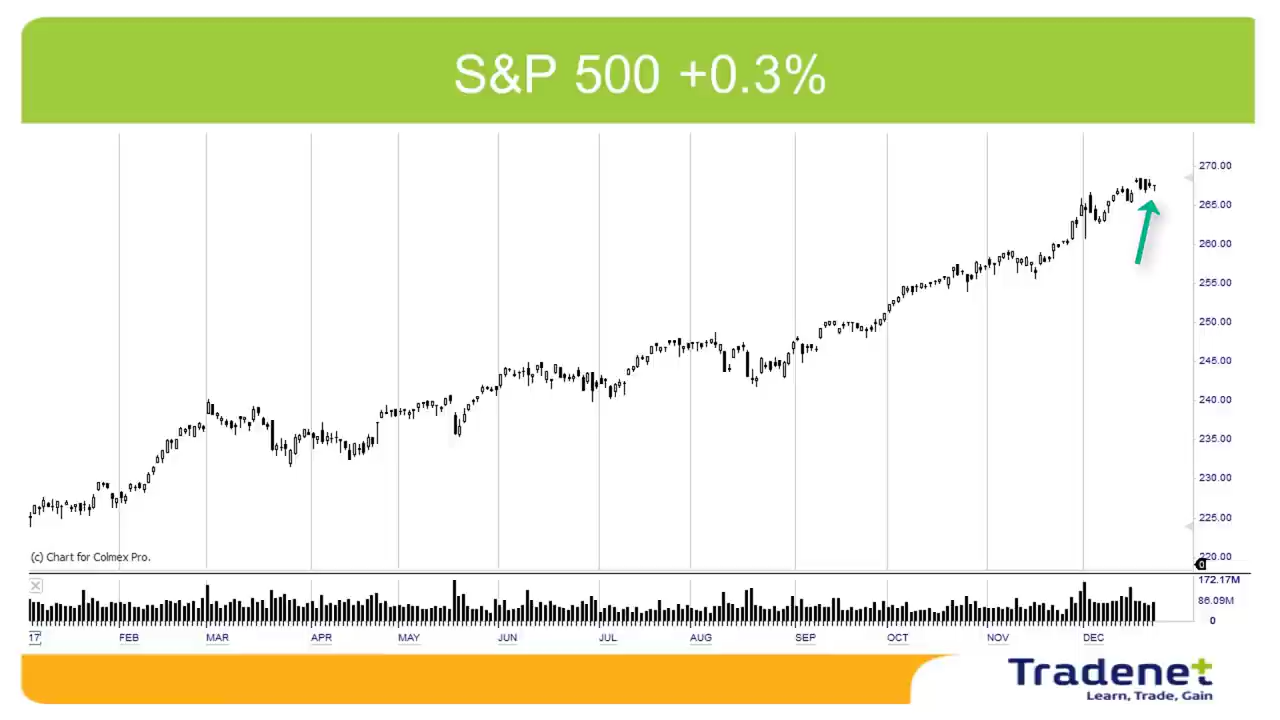 S&P 500 +0.3%
270.00
265.00
260.00
255.00
250.00
245.00
240.00
235.00
230.00
225.00
220.00
(c) Chart for Colmex Pro.
0
172.17M
86.09M
0
17 FEB MAR APR MAY JUN JUL AUG SEP OCT NOV DEC
Tradenet
Learn, Trade, Gain